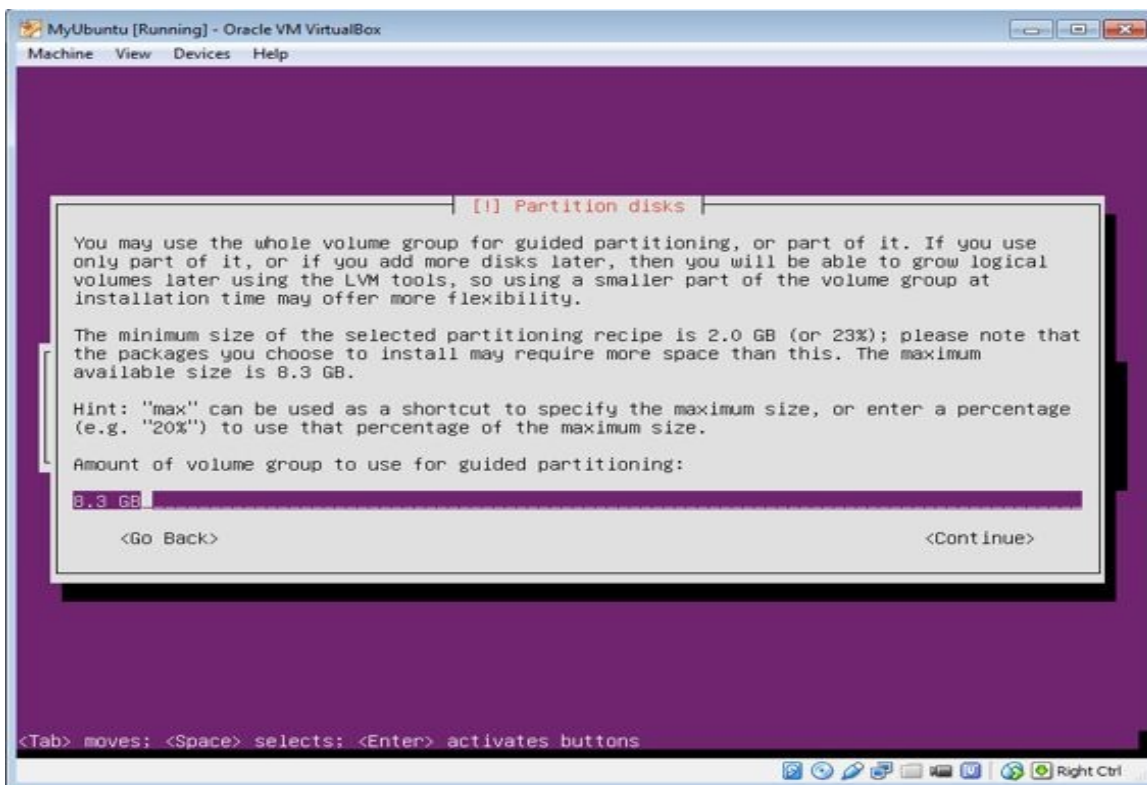 MyUbuntu [Running] - Oracle VM VirtualBox
Machine View Devices Help
[!] Partition disks
You may use the whole volume group for guided partitioning, or part of it. If you use
only part of it, or if you add more disks later, then you will be able to grow logical
volumes later using the LVM tools, so using a smaller part of the volume group at
installation time may offer more flexibility.
The minimum size of the selected partitioning recipe is 2.0 GB (or 23%); please note that
the packages you choose to install may require more space than this. The maximum
available size is 8.3 GB.
Hint: "max" can be used as a shortcut to specify the maximum size, or enter a percentage
(e.g. "20%") to use that percentage of the maximum size.
Amount of volume group to use for guided partitioning:
8.3 GB
<Go Back> <Continue>
<Tab> moves; <Space> selects; <Enter> activates buttons
Right Ctrl